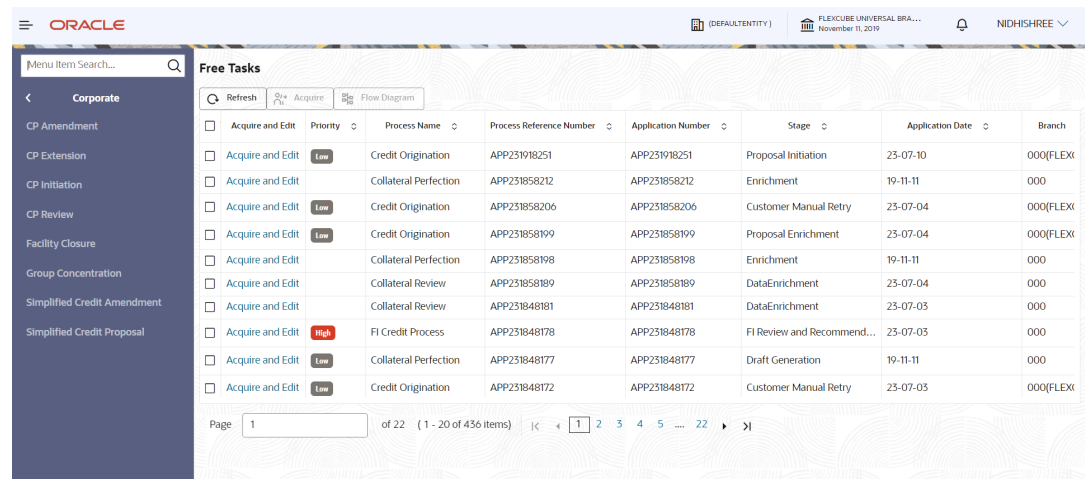 ORACLE
(DEFAULTENTITY)
FLEXCUBE UNIVERSAL BRA...
November 11, 2019
NIDHISHREE
Menu Item Search...
Corporate
CP Amendment
CP Extension
CP Initiation
CP Review
Facility Closure
Group Concentration
Simplified Credit Amendment
Simplified Credit Proposal
Free Tasks
Refresh Acquire Flow Diagram
Acquire and Edit Priority Process Name Process Reference Number Application Number Stage Application Date Branch
Acquire and Edit Low Credit Origination APP231918251 APP231918251 Proposal Initiation 23-07-10 000(FLEX
Acquire and Edit Collateral Perfection APP231858212 APP231858212 Enrichment 19-11-11 000
Acquire and Edit Low Credit Origination APP231858206 APP231858206 Customer Manual Retry 23-07-04 000(FLEX
Acquire and Edit Low Credit Origination APP231858199 APP231858199 Proposal Enrichment 23-07-04 000(FLEX
Acquire and Edit Collateral Perfection APP231858198 APP231858198 Enrichment 19-11-11 000
Acquire and Edit Collateral Review APP231858189 APP231858189 DataEnrichment 23-07-04 000
Acquire and Edit Collateral Review APP231848181 APP231848181 DataEnrichment 23-07-03 000
Acquire and Edit High FI Credit Process APP231848178 APP231848178 FI Review and Recommend... 23-07-03 000
Acquire and Edit Low Collateral Perfection APP231848177 APP231848177 Draft Generation 19-11-11 000
Acquire and Edit Low Credit Origination APP231848172 APP231848172 Customer Manual Retry 23-07-03 000(FLEX
Page 1 of 22 (1 - 20 of 436 items) 1 2 3 4 5 .... 22